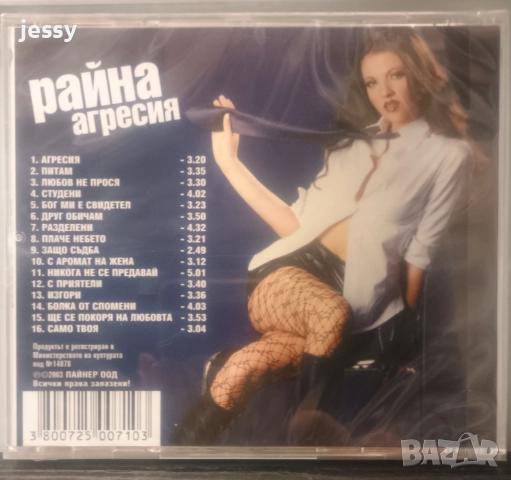 jessy
райна
агресия
1. АГРЕСИЯ - 3.20
2. ПИТАМ - 3.35
3. ЛЮБОВ НЕ ПРОСЯ - 3.30
4. СТУДЕНИ - 4.02
5. БОГ МИ Е СВИДЕТЕЛ - 3.23
6. ДРУГ ОБИЧАМ - 3.50
7. РАЗДЕЛЕНИ - 4.32
8. ПЛАЧЕ НЕБЕТО - 3.21
9. ЗАЩО СЪДБА - 2.49
10. С АРОМАТ НА ЖЕНА - 3.12
11. НИКОГА НЕ СЕ ПРЕДАВАЙ - 5.01
12. С ПРИЯТЕЛИ - 3.40
13. ИЗГОРИ - 3.36
14. БОЛКА ОТ СПОМЕНИ - 4.03
15. ЩЕ СЕ ПОКОРЯ НА ЛЮБОВТА - 3.53
16. САМО ТВОЯ - 3.04
Продуктът е регистриран в
Министерството на културата
под №14878
℗©2003 ПАЙНЕР ООД
Всички права запазени!
3 800725 007103
BAZAR